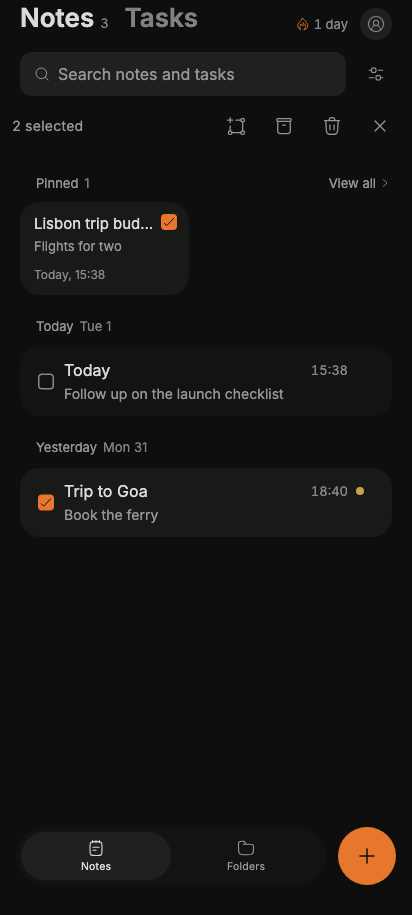 Notes 3 Tasks
1 day
Search notes and tasks
2 selected
Pinned 1
View all
Lisbon trip bud...
Flights for two
Today, 15:38
Today Tue 1
Today 15:38
Follow up on the launch checklist
Yesterday Mon 31
Trip to Goa 18:40
Book the ferry
Notes
Folders